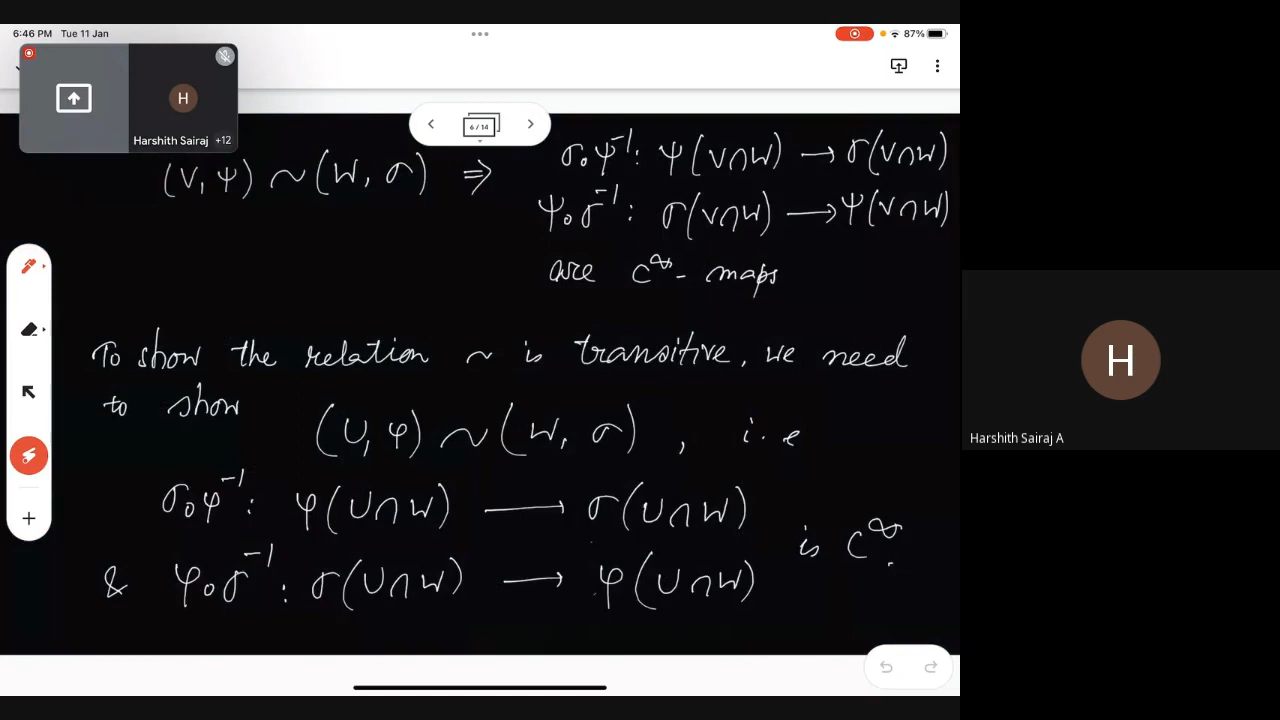 6:46 PM Tue 11 Jan
87%
H
Harshith Sairaj +12
6 / 14
(V, ψ) ~ (W, σ) ⇒ σ∘ψ⁻¹: ψ(V∩W) → σ(V∩W)
ψ∘σ⁻¹: σ(V∩W) → ψ(V∩W)
are C^∞- maps
To show the relation ~ is transitive, we need
to show
(U, φ) ~ (W, σ), i.e
σ∘φ⁻¹: φ(U∩W) → σ(U∩W)
& φ∘σ⁻¹: σ(U∩W) → φ(U∩W) is C^∞.
H
Harshith Sairaj A